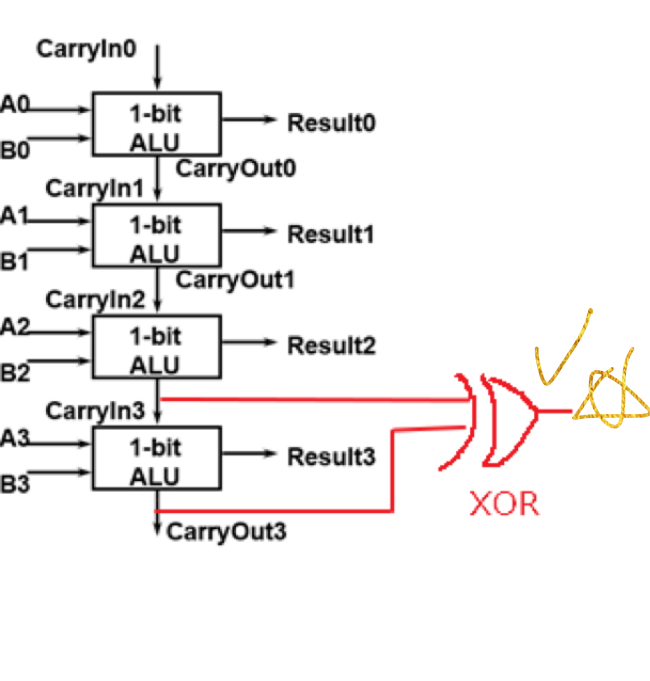 CarryIn0
A0
1-bit
ALU
Result0
B0
CarryOut0
CarryIn1
A1
1-bit
ALU
Result1
B1
CarryOut1
CarryIn2
A2
1-bit
ALU
Result2
B2
CarryIn3
A3
1-bit
ALU
Result3
B3
XOR
CarryOut3